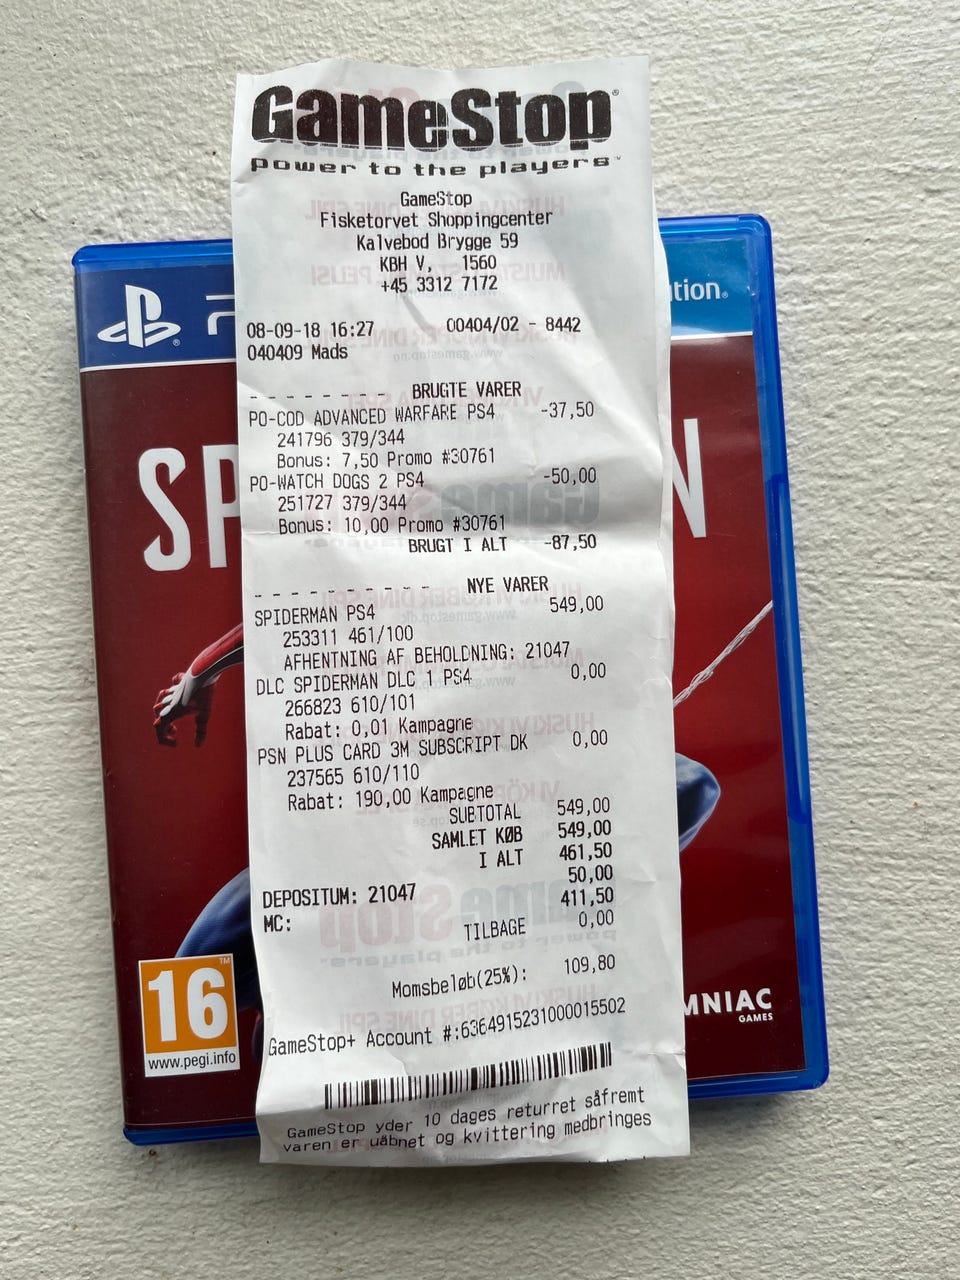 GameStop
power to the players
GameStop
Fisketorvet Shoppingcenter
Kalvebod Brygge 59
KBH V, 1560
+45 3312 7172
08-09-18 16:27 00404/02 - 8442
040409 Mads
- - - - - - BRUGTE VARER
PO-COD ADVANCED WARFARE PS4 -37,50
241796 379/344
Bonus: 7,50 Promo #30761
PO-WATCH DOGS 2 PS4 -50,00
251727 379/344
Bonus: 10,00 Promo #30761
BRUGT I ALT -87,50
- - - - - - - - - - NYE VARER
SPIDERMAN PS4 549,00
253311 461/100
AFHENTNING AF BEHOLDNING: 21047
DLC SPIDERMAN DLC 1 PS4 0,00
266823 610/101
Rabat: 0,01 Kampagne
PSN PLUS CARD 3M SUBSCRIPT DK 0,00
237565 610/110
Rabat: 190,00 Kampagne
SUBTOTAL 549,00
SAMLET KØB 549,00
I ALT 461,50
DEPOSITUM: 21047 50,00
MC: 411,50
TILBAGE 0,00
Momsbeløb(25%): 109,80
GameStop+ Account #:6364915231000015502
GameStop yder 10 dages returret såfremt
varen er uåbnet og kvittering medbringes
tion®
SP
N
16
www.pegi.info
MNIAC
GAMES